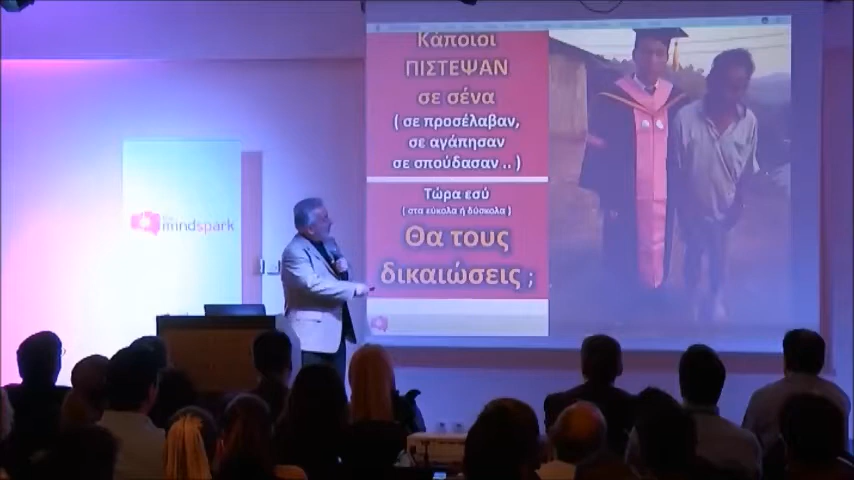 Κάποιοι
ΠΙΣΤΕΨΑΝ
σε σένα
( σε προσέλαβαν,
σε αγάπησαν
σε σπούδασαν .. )
Τώρα εσύ
( στα εύκολα ή δύσκολα )
Θα τους
δικαιώσεις ;
mindspark